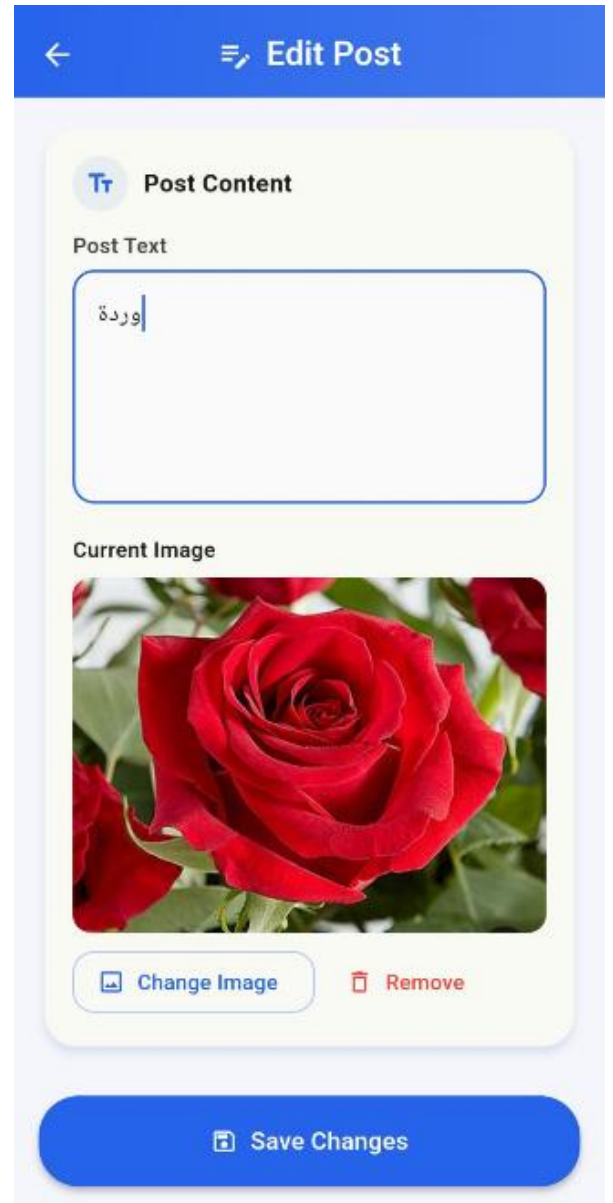 Edit Post
Post Content
Post Text
وردة
Current Image
Change Image
Remove
Save Changes